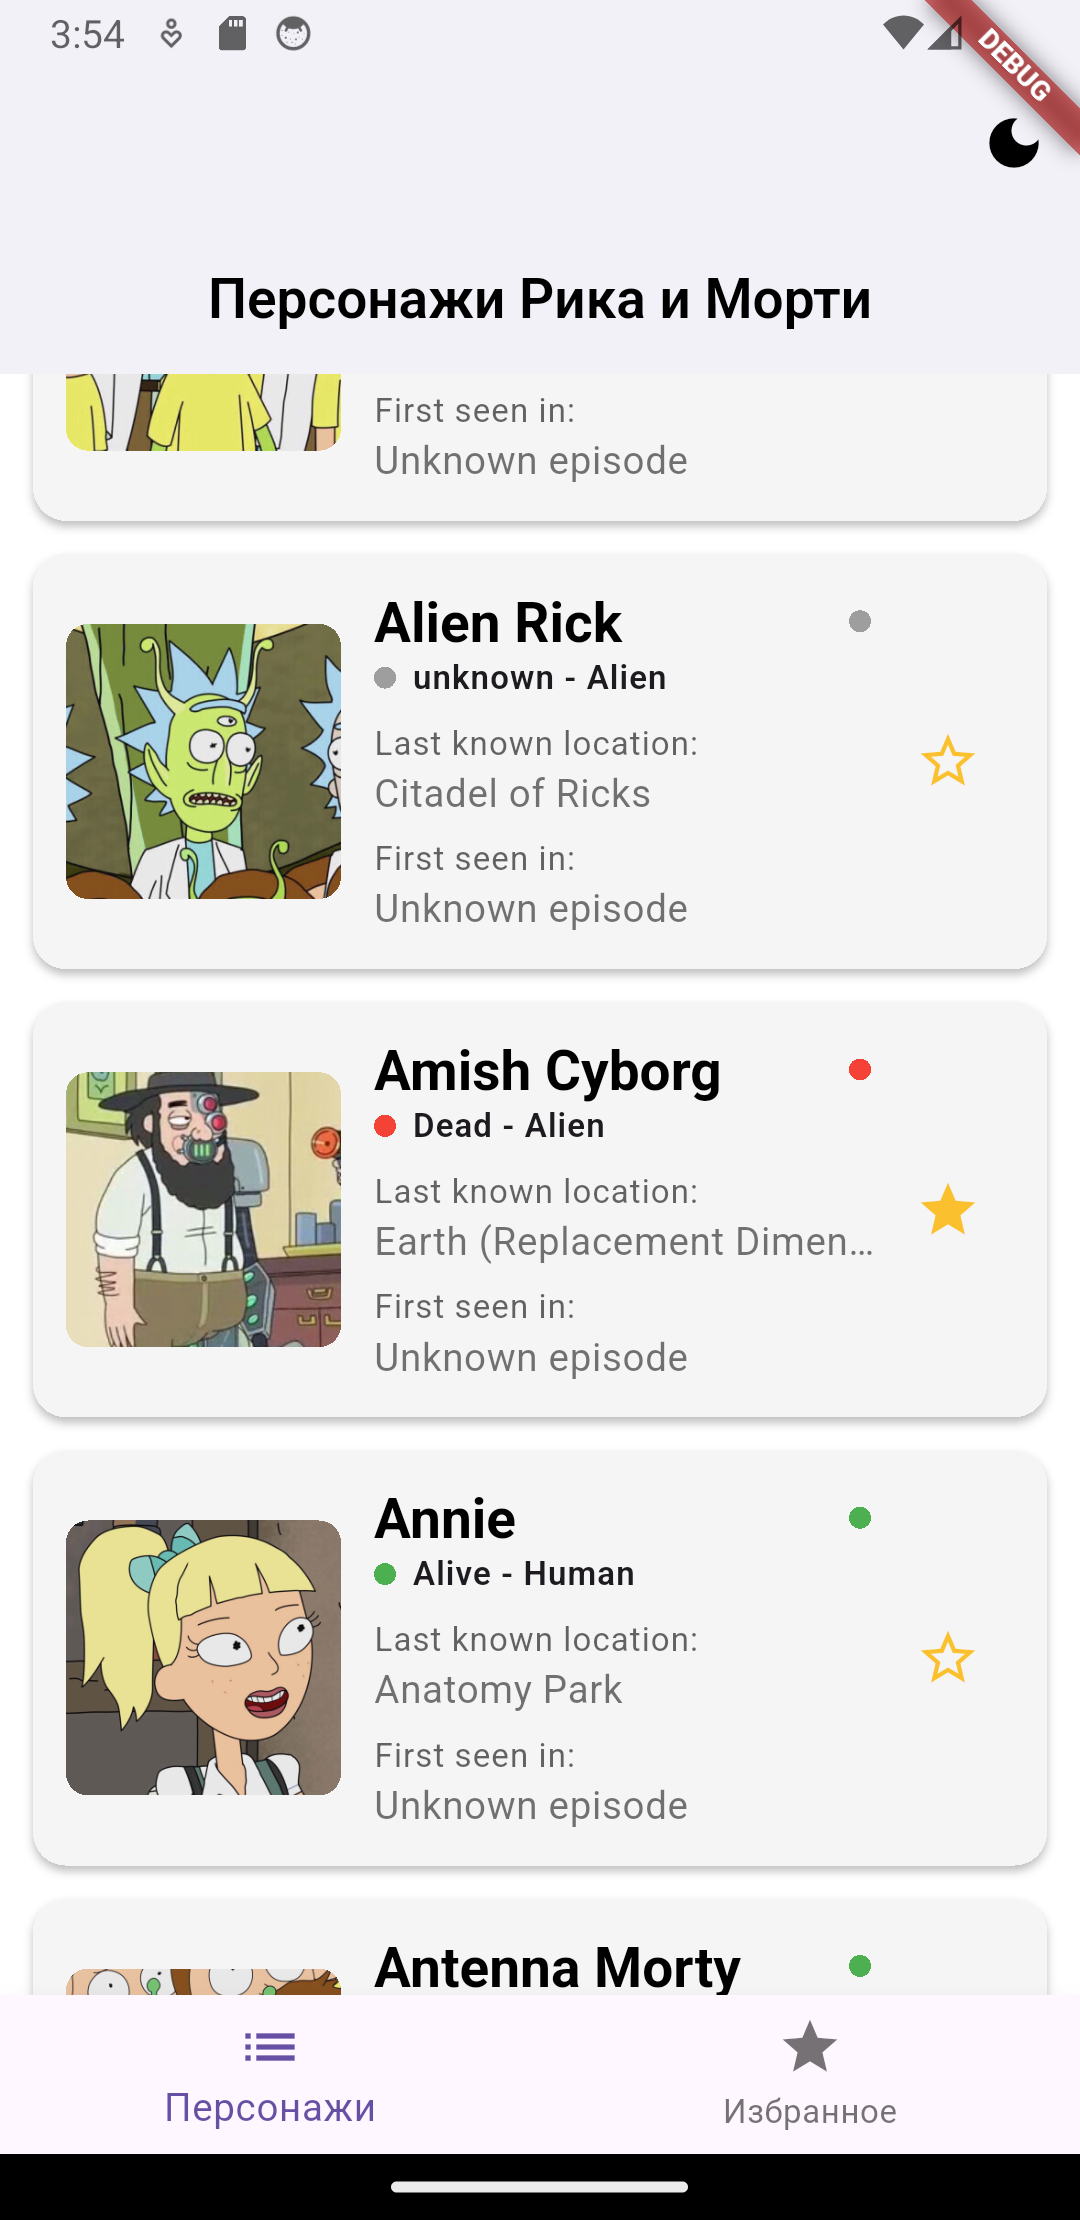 3:54
DEBUG
Персонажи Рика и Морти
First seen in:
Unknown episode
Alien Rick
unknown - Alien
Last known location:
Citadel of Ricks
First seen in:
Unknown episode
Amish Cyborg
Dead - Alien
Last known location:
Earth (Replacement Dimen…
First seen in:
Unknown episode
Annie
Alive - Human
Last known location:
Anatomy Park
First seen in:
Unknown episode
Antenna Morty
Персонажи
Избранное